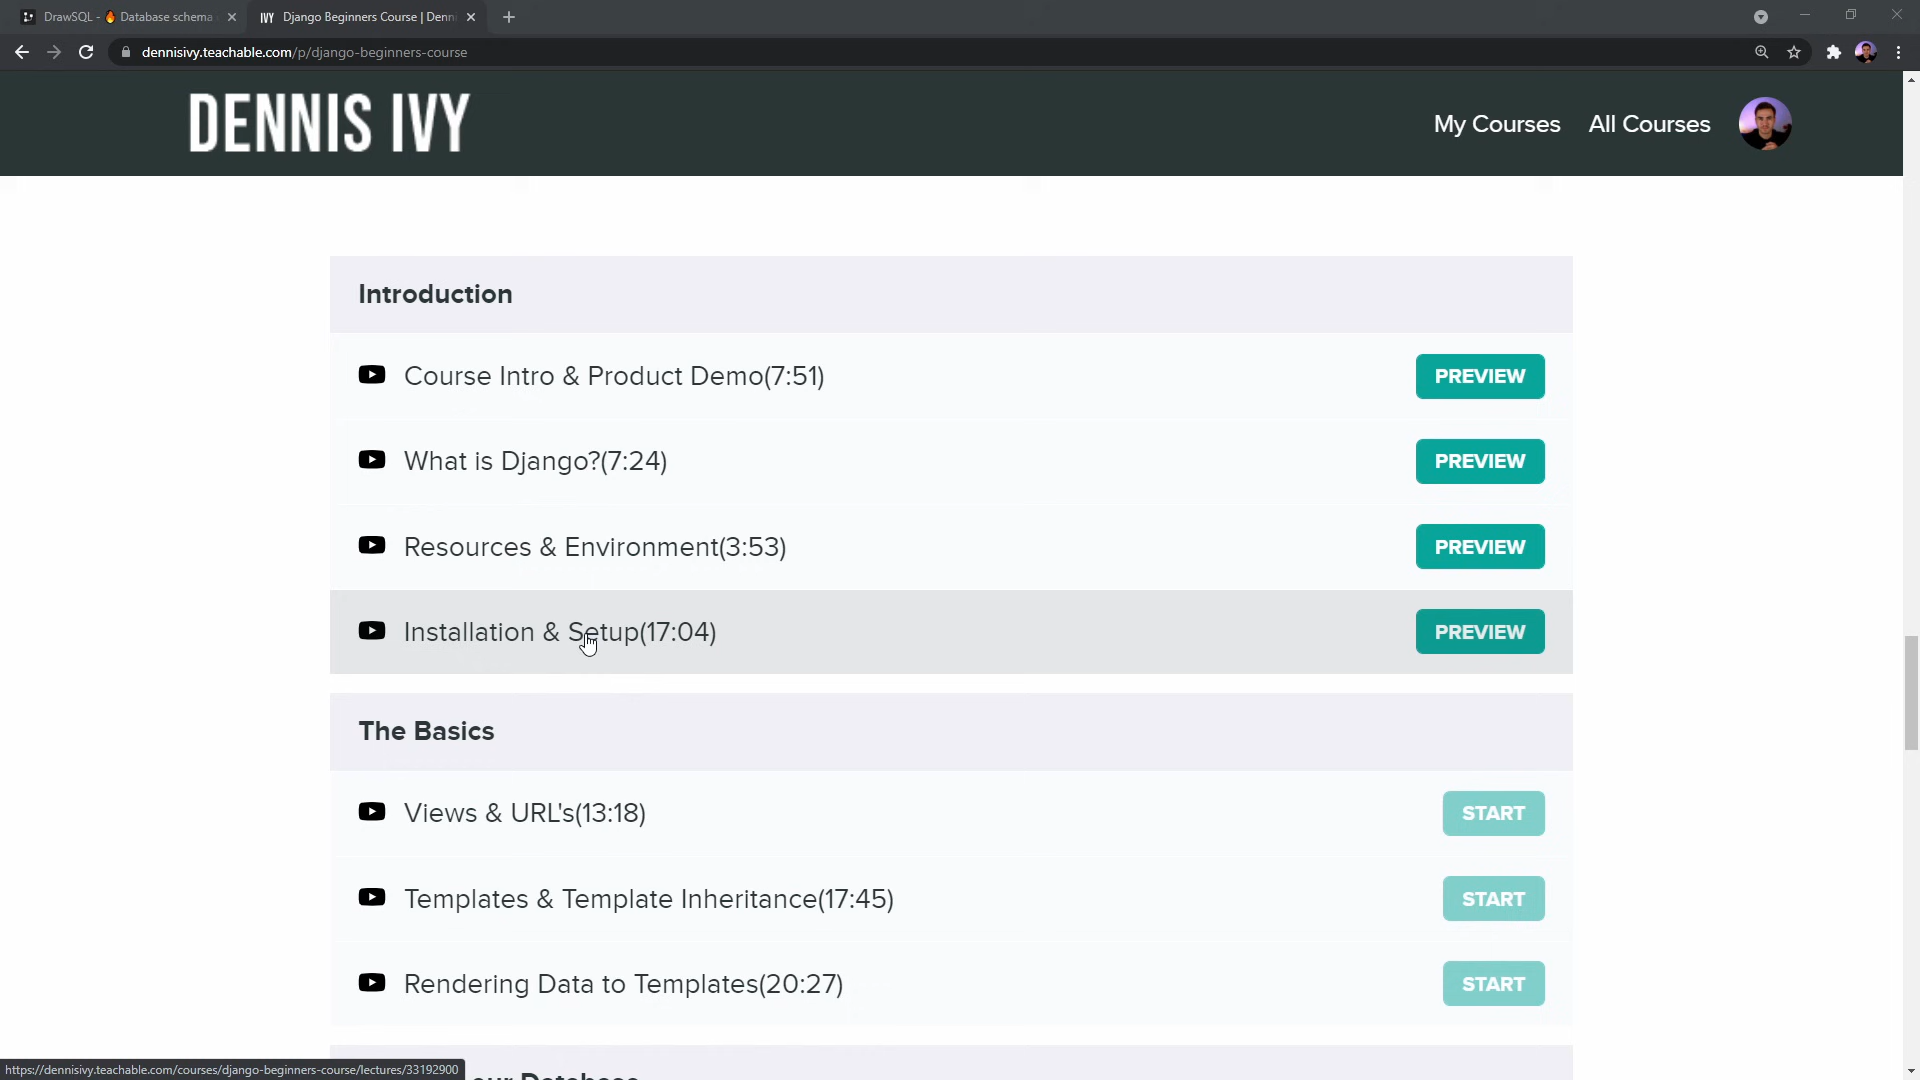 DrawSQL - 🔥 Database schema
IVY Django Beginners Course | Denn
dennisivy.teachable.com/p/django-beginners-course
DENNIS IVY
My Courses
All Courses
Introduction
Course Intro & Product Demo(7:51)
PREVIEW
What is Django?(7:24)
PREVIEW
Resources & Environment(3:53)
PREVIEW
Installation & Setup(17:04)
PREVIEW
The Basics
Views & URL's(13:18)
START
Templates & Template Inheritance(17:45)
START
Rendering Data to Templates(20:27)
START
our Database
https://dennisivy.teachable.com/courses/django-beginners-course/lectures/33192900